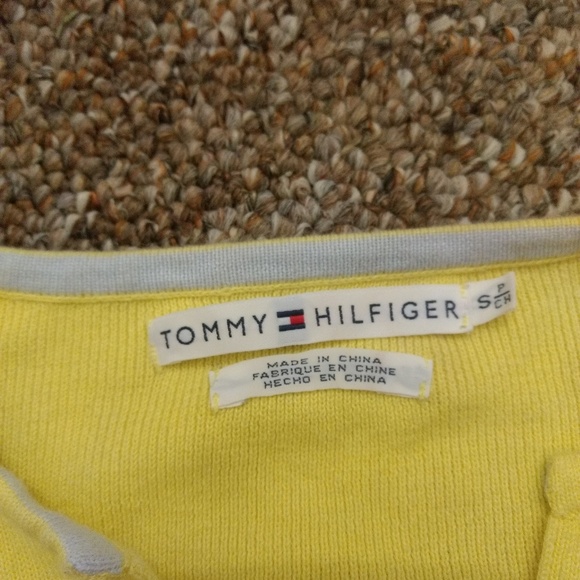 TOMMY HILFIGER
S P/CH
MADE IN CHINA
FABRIQUE EN CHINE
HECHO EN CHINA